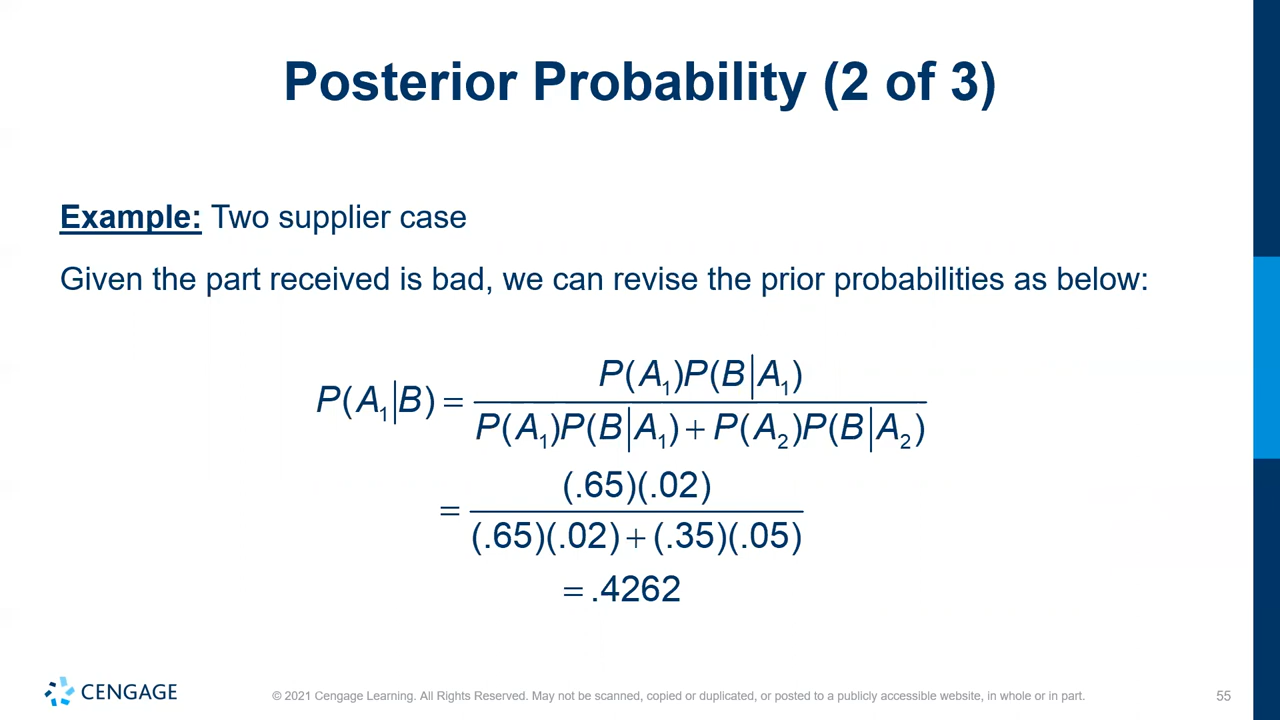 Posterior Probability (2 of 3)
Example: Two supplier case
Given the part received is bad, we can revise the prior probabilities as below:
P(A₁|B) = P(A₁)P(B|A₁) / P(A₁)P(B|A₁) + P(A₂)P(B|A₂)
= (.65)(.02) / (.65)(.02) + (.35)(.05)
= .4262
CENGAGE
© 2021 Cengage Learning. All Rights Reserved. May not be scanned, copied or duplicated, or posted to a publicly accessible website, in whole or in part.
55